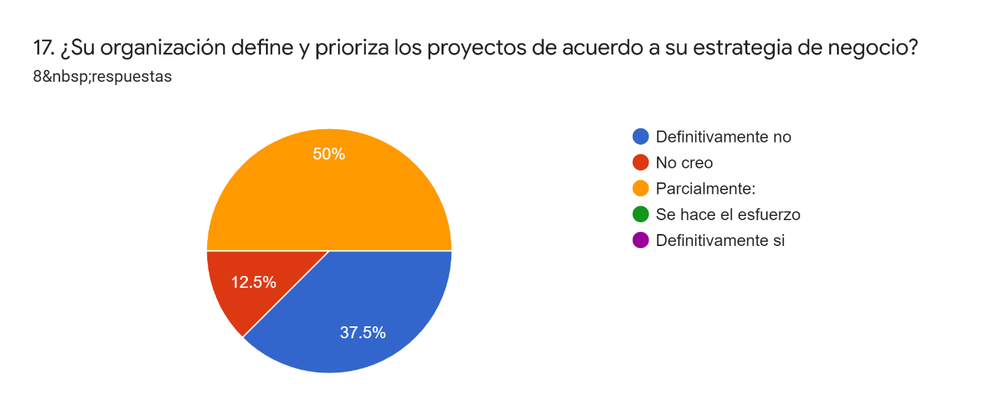 17. ¿Su organización define y prioriza los proyectos de acuerdo a su estrategia de negocio?
8&nbsp;respuestas
50%
12.5%
37.5%
Definitivamente no
No creo
Parcialmente:
Se hace el esfuerzo
Definitivamente si